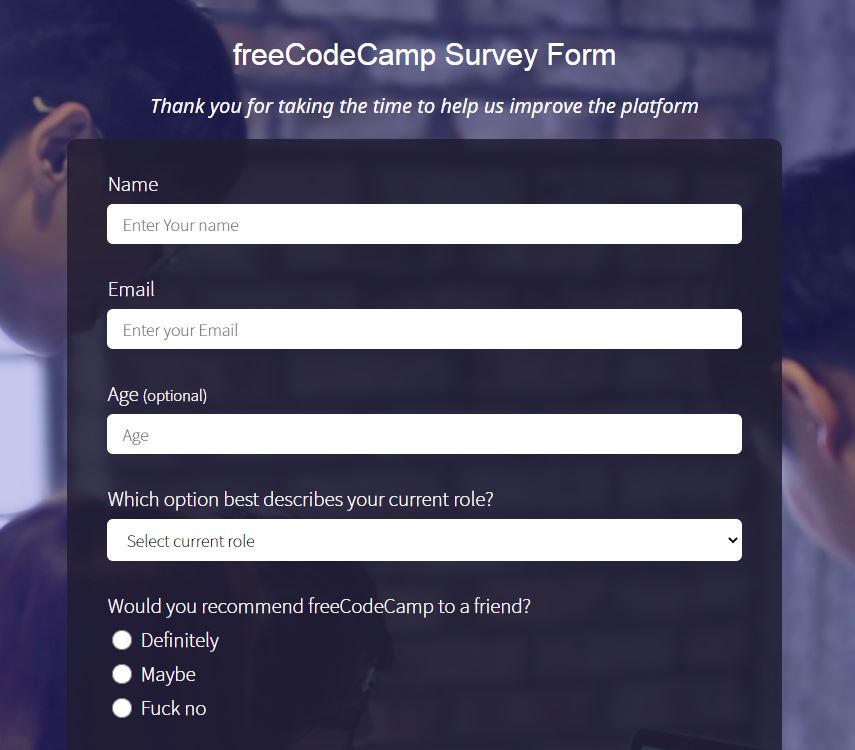 freeCodeCamp Survey Form
Thank you for taking the time to help us improve the platform
Name
Enter Your name
Email
Enter your Email
Age (optional)
Age
Which option best describes your current role?
Select current role
Would you recommend freeCodeCamp to a friend?
Definitely
Maybe
Fuck no